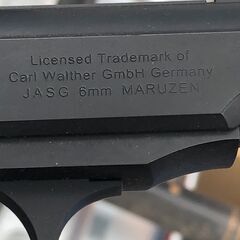 Licensed Trademark of
Carl Walther GmbH Germany
JASG 6mm MARUZEN